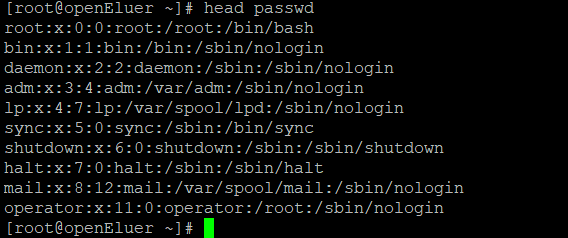 [root@openEluer ~]# head passwd
root:x:0:0:root:/root:/bin/bash
bin:x:1:1:bin:/bin:/sbin/nologin
daemon:x:2:2:daemon:/sbin:/sbin/nologin
adm:x:3:4:adm:/var/adm:/sbin/nologin
lp:x:4:7:lp:/var/spool/lpd:/sbin/nologin
sync:x:5:0:sync:/sbin:/bin/sync
shutdown:x:6:0:shutdown:/sbin:/sbin/shutdown
halt:x:7:0:halt:/sbin:/sbin/halt
mail:x:8:12:mail:/var/spool/mail:/sbin/nologin
operator:x:11:0:operator:/root:/sbin/nologin
[root@openEluer ~]#